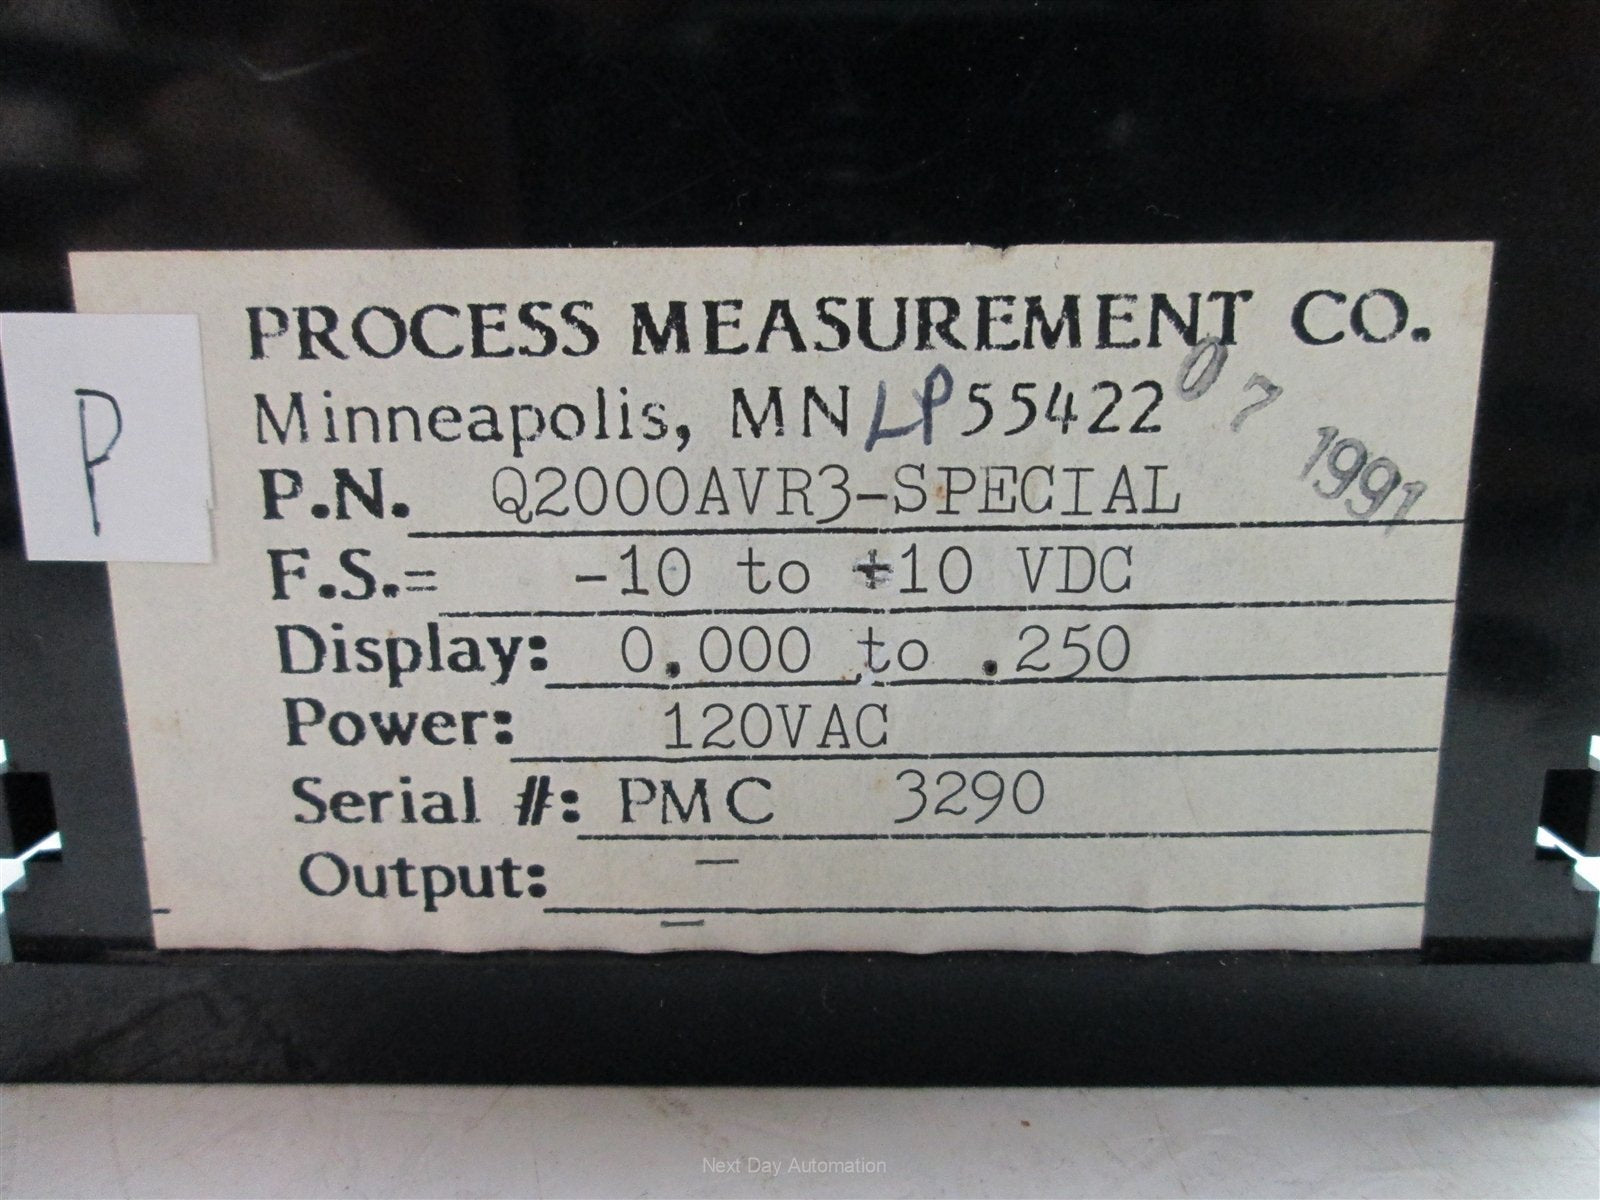 PROCESS MEASUREMENT CO.
Minneapolis, MN LP 55422
07
1991
P
P.N. Q2000AVR3-SPECIAL
F.S.= -10 to +10 VDC
Display: 0.000 to .250
Power: 120VAC
Serial #: PMC 3290
Output: –
–
Next Day Automation